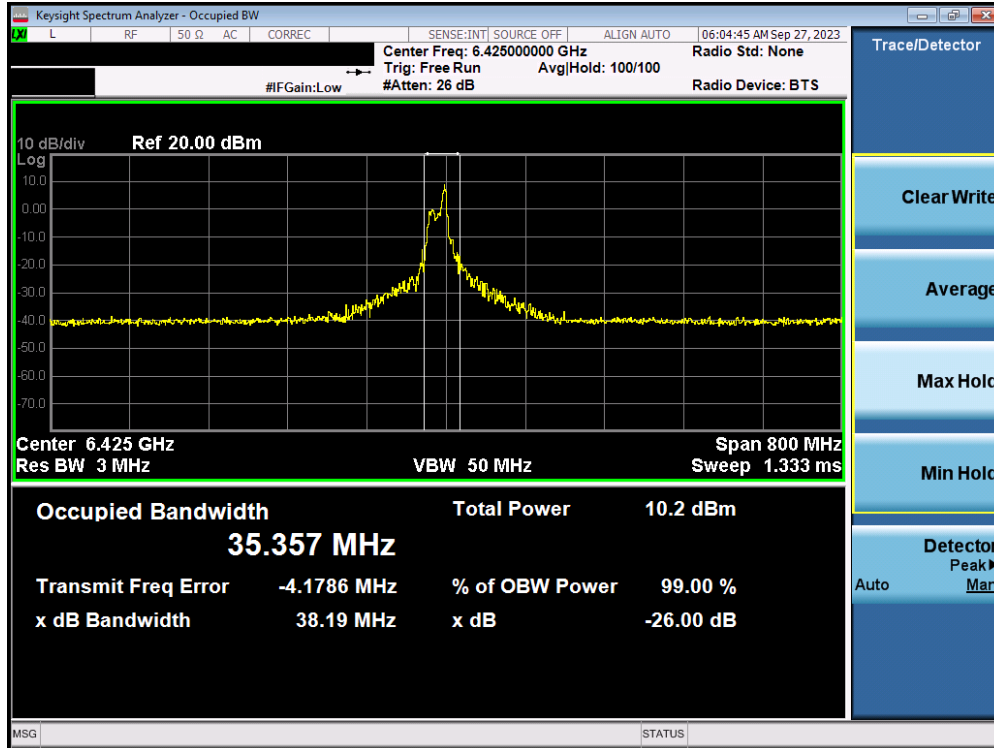 Keysight Spectrum Analyzer - Occupied BW
LXI L RF 50 Ω AC CORREC SENSE:INT SOURCE OFF ALIGN AUTO 06:04:45 AM Sep 27, 2023
Center Freq: 6.425000000 GHz Radio Std: None
Trig: Free Run Avg|Hold: 100/100
#IFGain:Low #Atten: 26 dB Radio Device: BTS
Trace/Detector
10 dB/div Ref 20.00 dBm
Log
10.0
0.00
-10.0
-20.0
-30.0
-40.0
-50.0
-60.0
-70.0
Center 6.425 GHz Span 800 MHz
Res BW 3 MHz VBW 50 MHz Sweep 1.333 ms
Occupied Bandwidth Total Power 10.2 dBm
35.357 MHz
Transmit Freq Error -4.1786 MHz % of OBW Power 99.00 %
x dB Bandwidth 38.19 MHz x dB -26.00 dB
Clear Write
Average
Max Hold
Min Hold
Detector
Peak
Auto Man
MSG STATUS